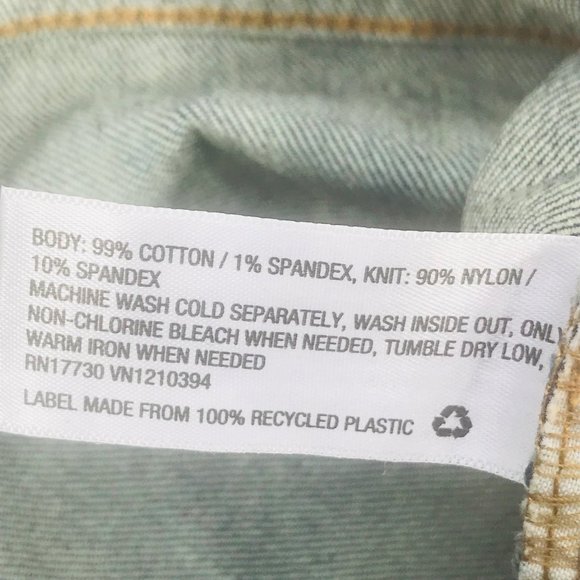 BODY: 99% COTTON / 1% SPANDEX, KNIT: 90% NYLON /
10% SPANDEX
MACHINE WASH COLD SEPARATELY, WASH INSIDE OUT, ONLY
NON-CHLORINE BLEACH WHEN NEEDED, TUMBLE DRY LOW,
WARM IRON WHEN NEEDED
RN17730 VN1210394
LABEL MADE FROM 100% RECYCLED PLASTIC